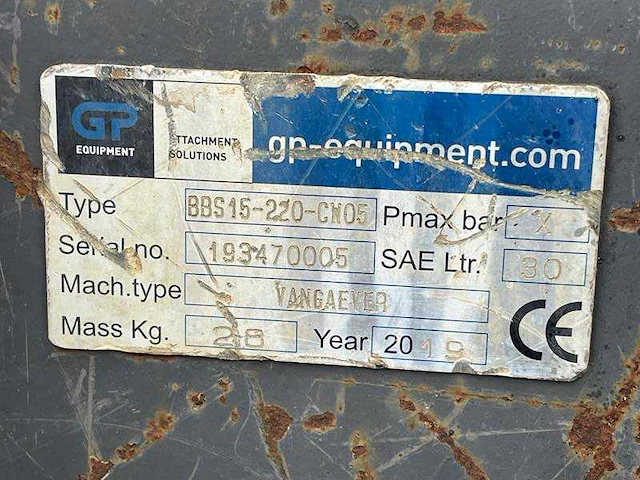 GP
EQUIPMENT
ATTACHMENT
SOLUTIONS
gp-equipment.com
Type BBS15-220-CW05 Pmax bar X
Serial no. 193470005 SAE Ltr. 30
Mach.type VANGAEVER
Mass Kg. 28 Year 2019
CE